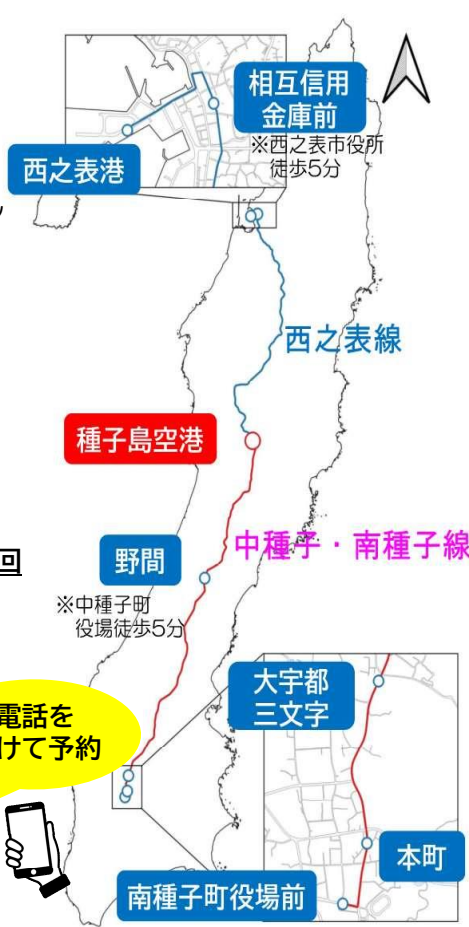 相互信用
金庫前
※西之表市役所
徒歩5分
西之表港
西之表線
種子島空港
回
野間
中種子・南種子線
※中種子町
役場徒歩5分
大宇都
三文字
電話を
けて予約
本町
南種子町役場前